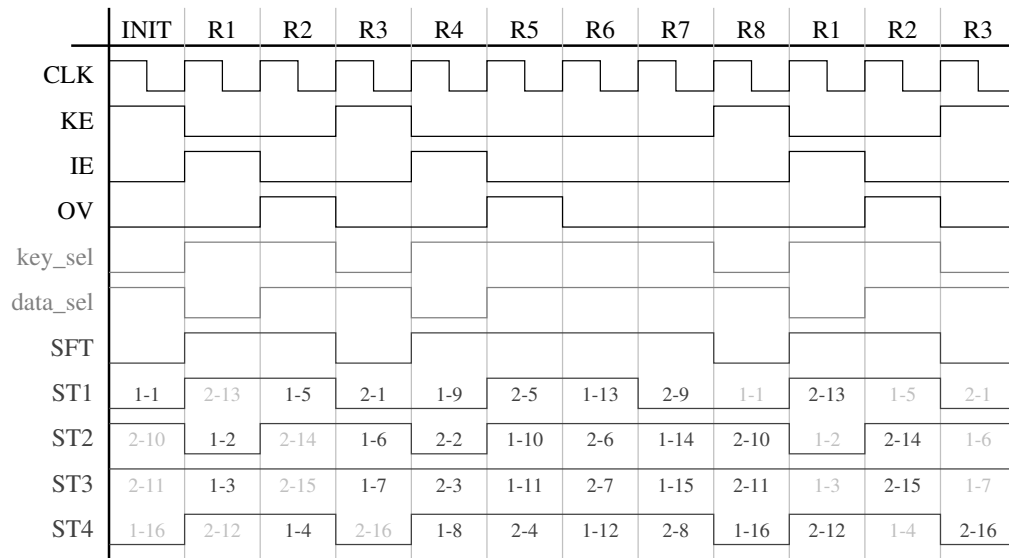 INIT R1 R2 R3 R4 R5 R6 R7 R8 R1 R2 R3
CLK
KE
IE
OV
key_sel
data_sel
SFT
ST1 1-1 2-13 1-5 2-1 1-9 2-5 1-13 2-9 1-1 2-13 1-5 2-1
ST2 2-10 1-2 2-14 1-6 2-2 1-10 2-6 1-14 2-10 1-2 2-14 1-6
ST3 2-11 1-3 2-15 1-7 2-3 1-11 2-7 1-15 2-11 1-3 2-15 1-7
ST4 1-16 2-12 1-4 2-16 1-8 2-4 1-12 2-8 1-16 2-12 1-4 2-16